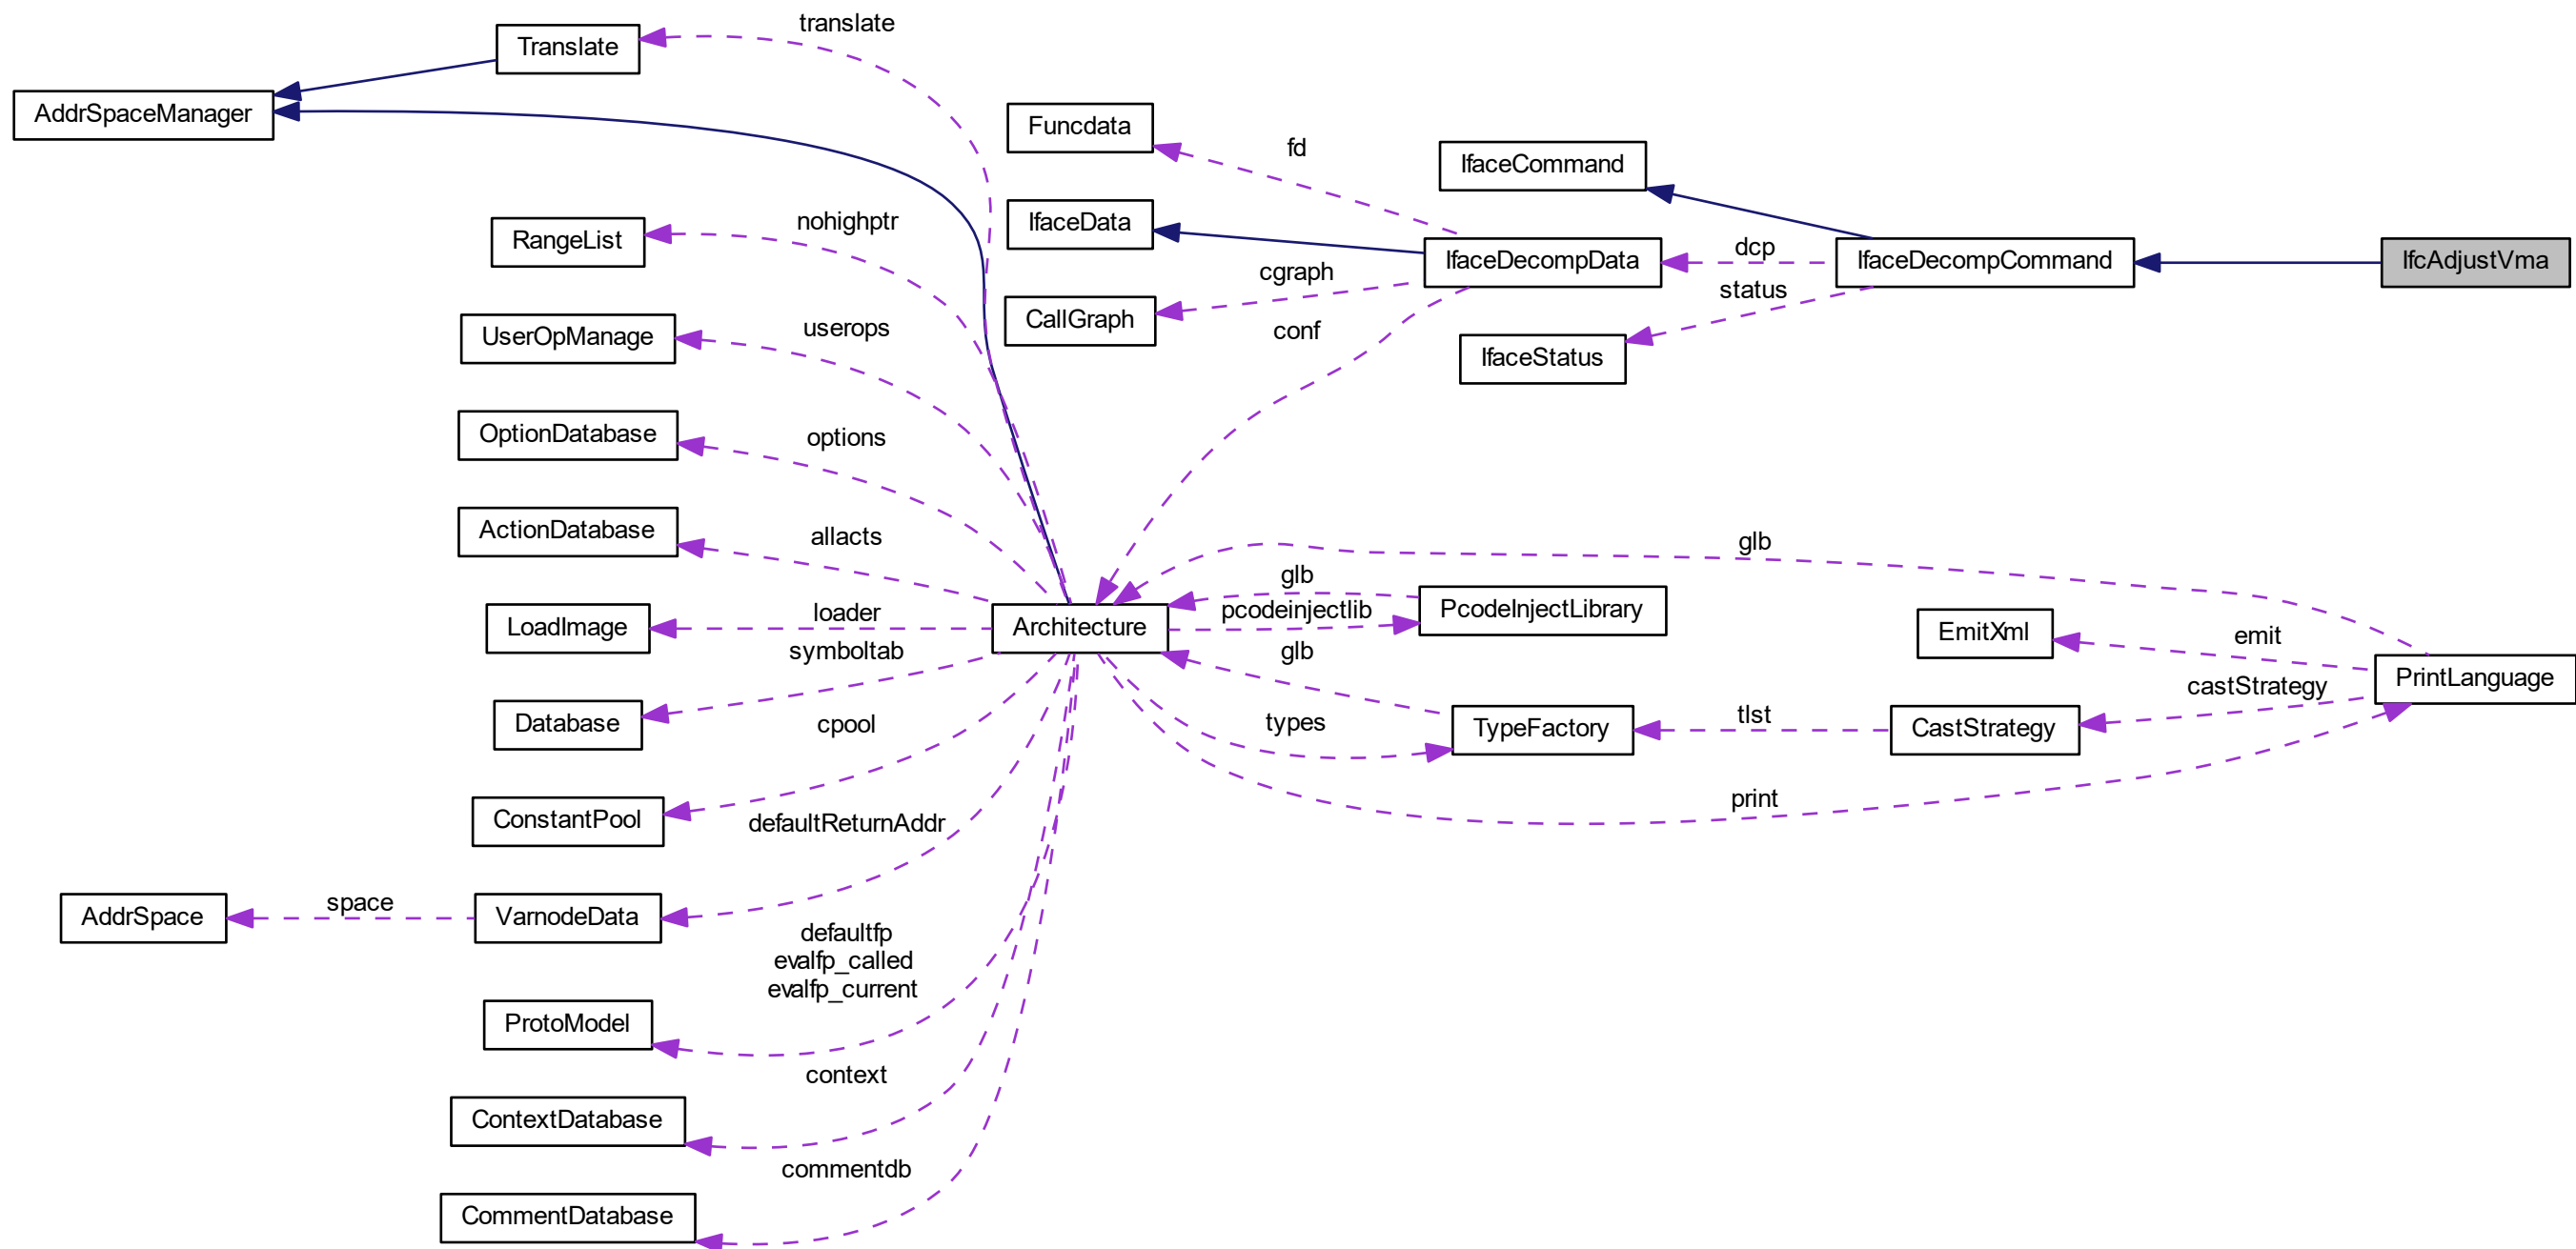 translate
Translate
AddrSpaceManager
Funcdata
fd
IfaceCommand
nohighptr
RangeList
IfaceData
IfaceDecompData
dcp
IfaceDecompCommand
IfcAdjustVma
cgraph
status
CallGraph
conf
userops
UserOpManage
IfaceStatus
options
OptionDatabase
allacts
ActionDatabase
glb
glb
pcodeinjectlib
PcodeInjectLibrary
loader
LoadImage
Architecture
EmitXml
emit
symboltab
glb
castStrategy
PrintLanguage
Database
cpool
types
TypeFactory
tlst
CastStrategy
print
ConstantPool
defaultReturnAddr
AddrSpace
space
VarnodeData
defaultfp
evalfp_called
evalfp_current
ProtoModel
context
ContextDatabase
commentdb
CommentDatabase